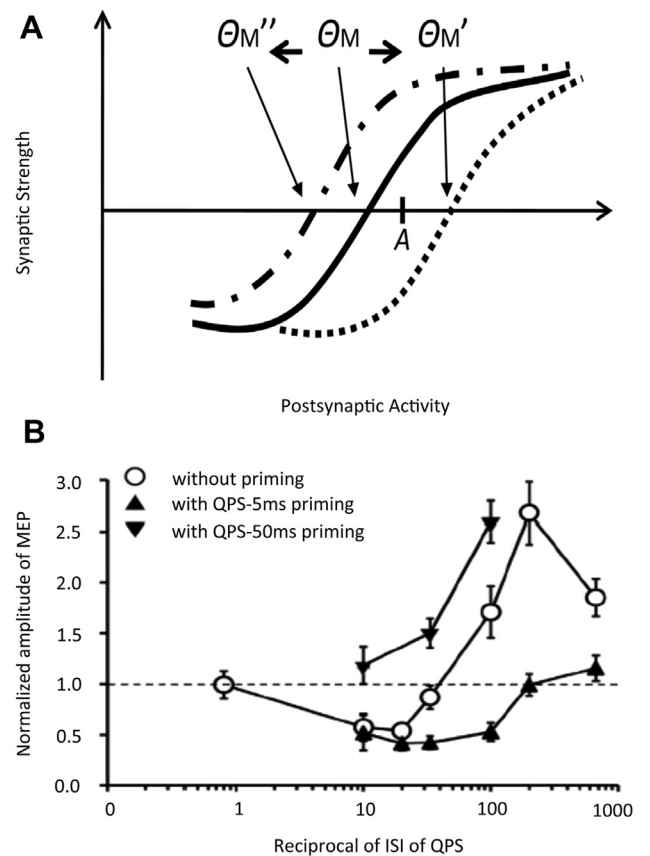 A
ΘM'' ΘM ΘM'
Synaptic Strength
A
Postsynaptic Activity
B
3.0
2.5
2.0
1.5
1.0
0.5
0.0
Normalized amplitude of MEP
without priming
with QPS-5ms priming
with QPS-50ms priming
0 1 10 100 1000
Reciprocal of ISI of QPS